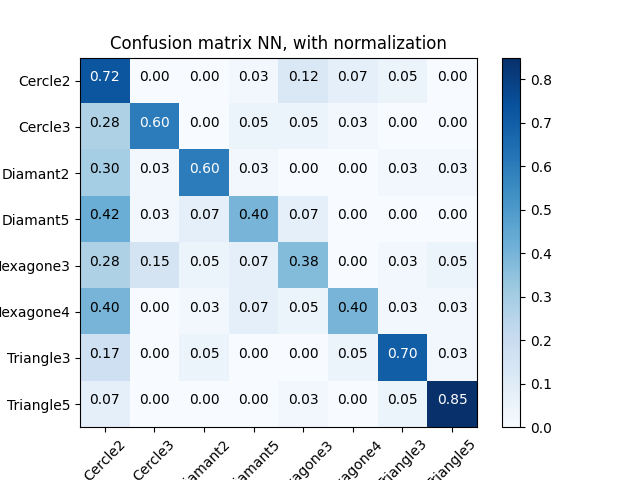 Confusion matrix NN, with normalization
Cercle2 0.72 0.00 0.00 0.03 0.12 0.07 0.05 0.00
Cercle3 0.28 0.60 0.00 0.05 0.05 0.03 0.00 0.00
Diamant2 0.30 0.03 0.60 0.03 0.00 0.00 0.03 0.03
Diamant5 0.42 0.03 0.07 0.40 0.07 0.00 0.00 0.00
lexagone3 0.28 0.15 0.05 0.07 0.38 0.00 0.03 0.05
lexagone4 0.40 0.00 0.03 0.07 0.05 0.40 0.03 0.03
Triangle3 0.17 0.00 0.05 0.00 0.00 0.05 0.70 0.03
Triangle5 0.07 0.00 0.00 0.00 0.03 0.00 0.05 0.85
Cercle2 Cercle3 iamant2 iamant5 xagone3 xagone4 Triangle3 Triangle5
0.8
0.7
0.6
0.5
0.4
0.3
0.2
0.1
0.0